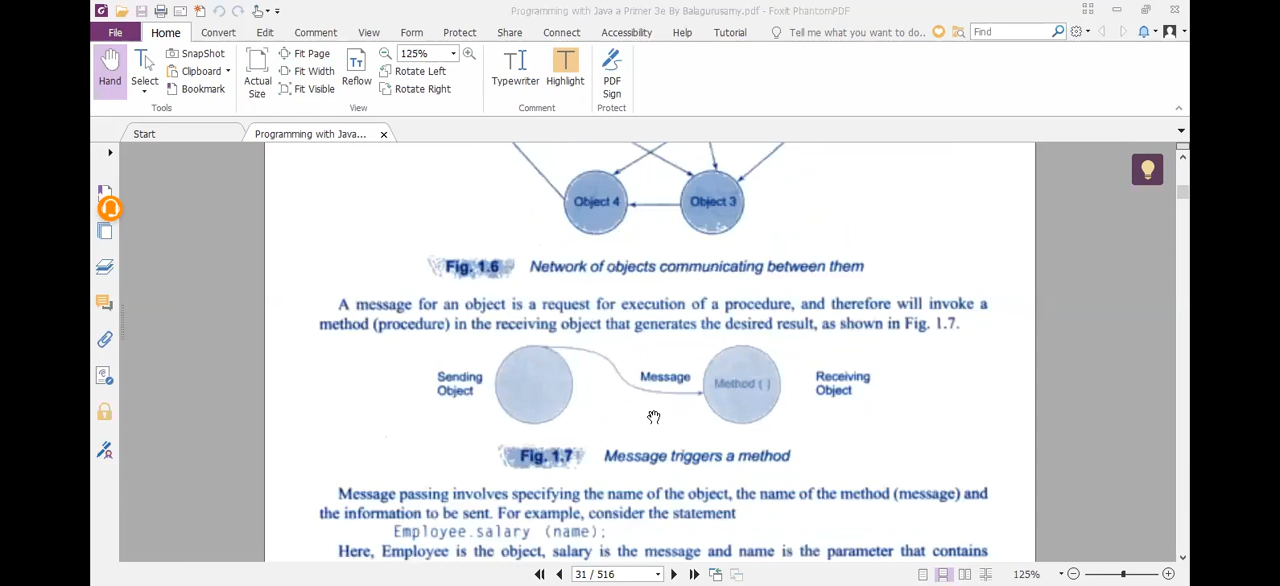 Programming with Java a Primer 3e By Balagurusamy.pdf - Foxit PhantomPDF
File Home Convert Edit Comment View Form Protect Share Connect Accessibility Help Tutorial Tell me what you want to do.. Find
Hand
Select
SnapShot
Clipboard
Bookmark
Tools
Actual Size
Fit Page
Fit Width
Fit Visible
Reflow
125%
Rotate Left
Rotate Right
View
Typewriter
Highlight
Comment
PDF Sign
Protect
Start
Programming with Java...
Object 4
Object 3
Fig. 1.6 Network of objects communicating between them
A message for an object is a request for execution of a procedure, and therefore will invoke a
method (procedure) in the receiving object that generates the desired result, as shown in Fig. 1.7.
Sending
Object
Message
Method ( )
Receiving
Object
Fig. 1.7 Message triggers a method
Message passing involves specifying the name of the object, the name of the method (message) and
the information to be sent. For example, consider the statement
Employee.salary (name);
Here, Employee is the object, salary is the message and name is the parameter that contains
31 / 516
125%